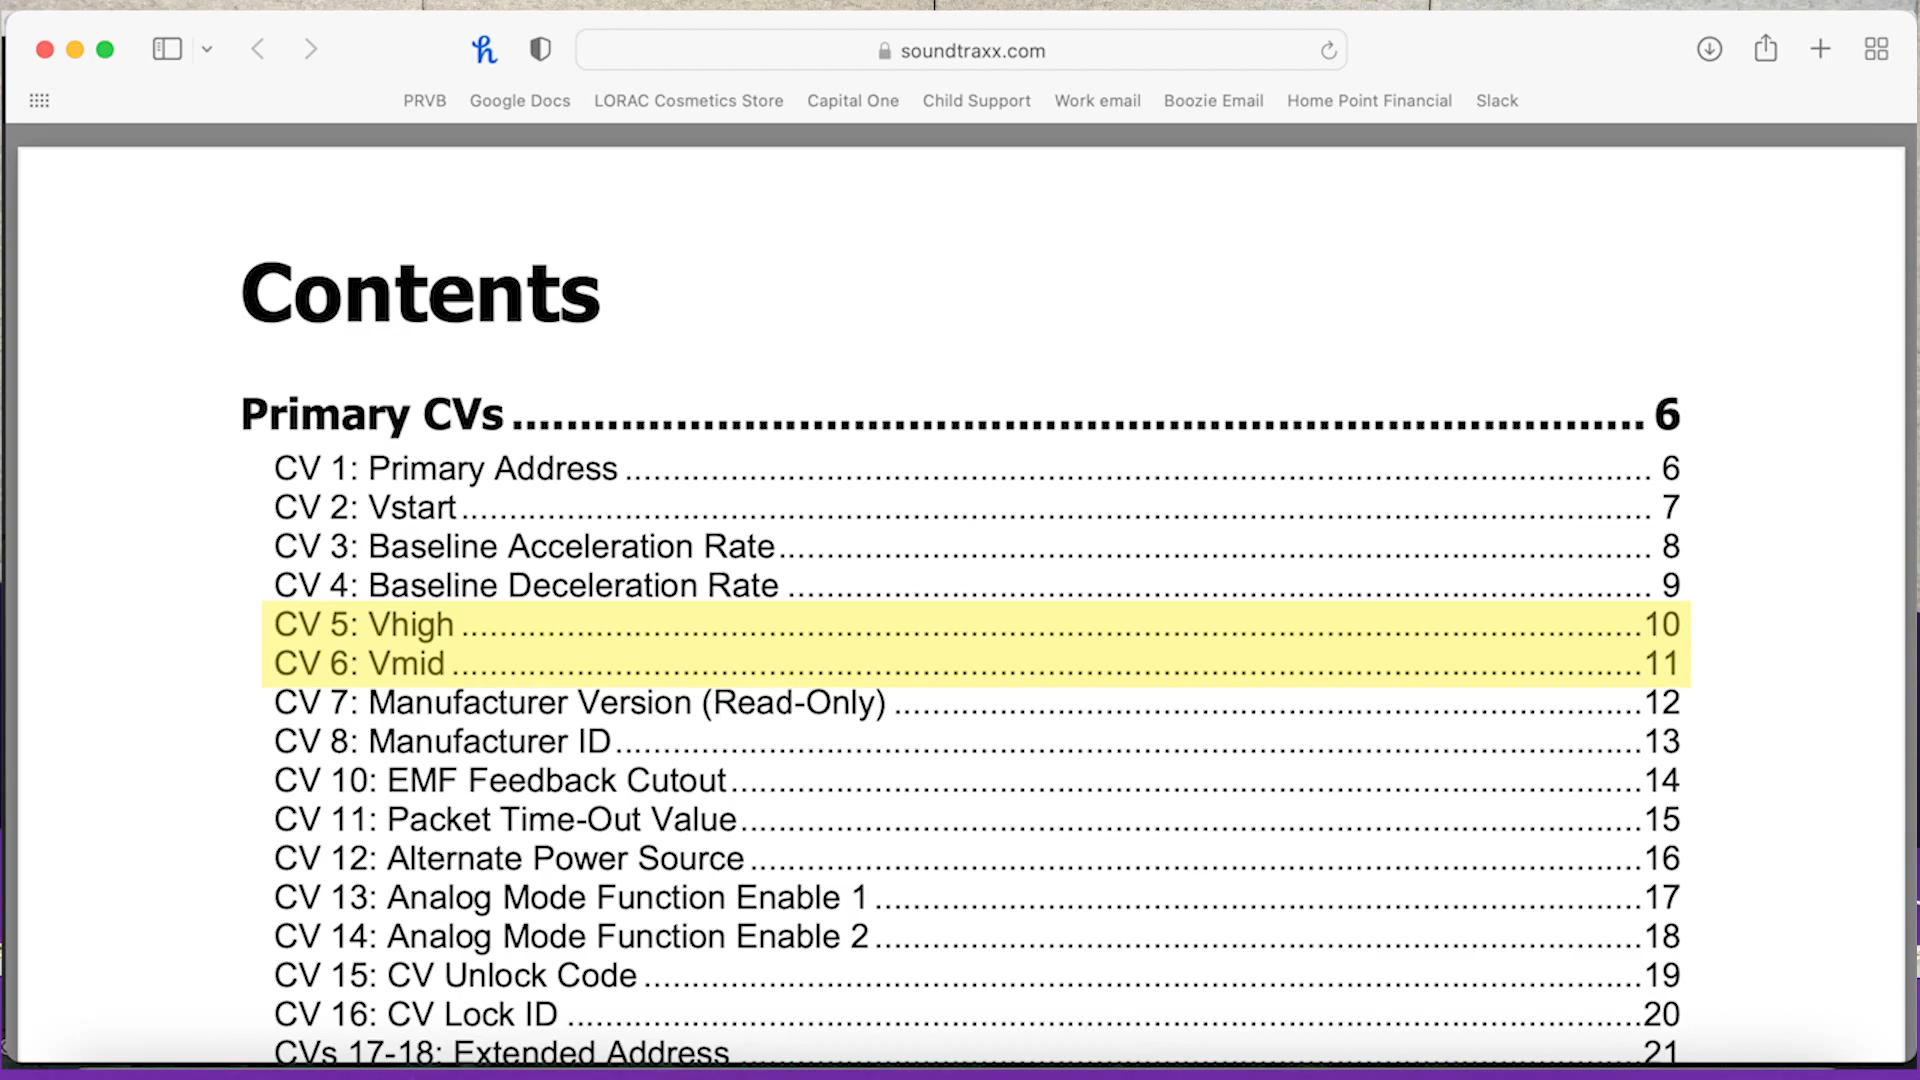 soundtraxx.com
PRVB Google Docs LORAC Cosmetics Store Capital One Child Support Work email Boozie Email Home Point Financial Slack
Contents
Primary CVs 6
CV 1: Primary Address 6
CV 2: Vstart 7
CV 3: Baseline Acceleration Rate 8
CV 4: Baseline Deceleration Rate 9
CV 5: Vhigh 10
CV 6: Vmid 11
CV 7: Manufacturer Version (Read-Only) 12
CV 8: Manufacturer ID 13
CV 10: EMF Feedback Cutout 14
CV 11: Packet Time-Out Value 15
CV 12: Alternate Power Source 16
CV 13: Analog Mode Function Enable 1 17
CV 14: Analog Mode Function Enable 2 18
CV 15: CV Unlock Code 19
CV 16: CV Lock ID 20
CVs 17-18: Extended Address 21